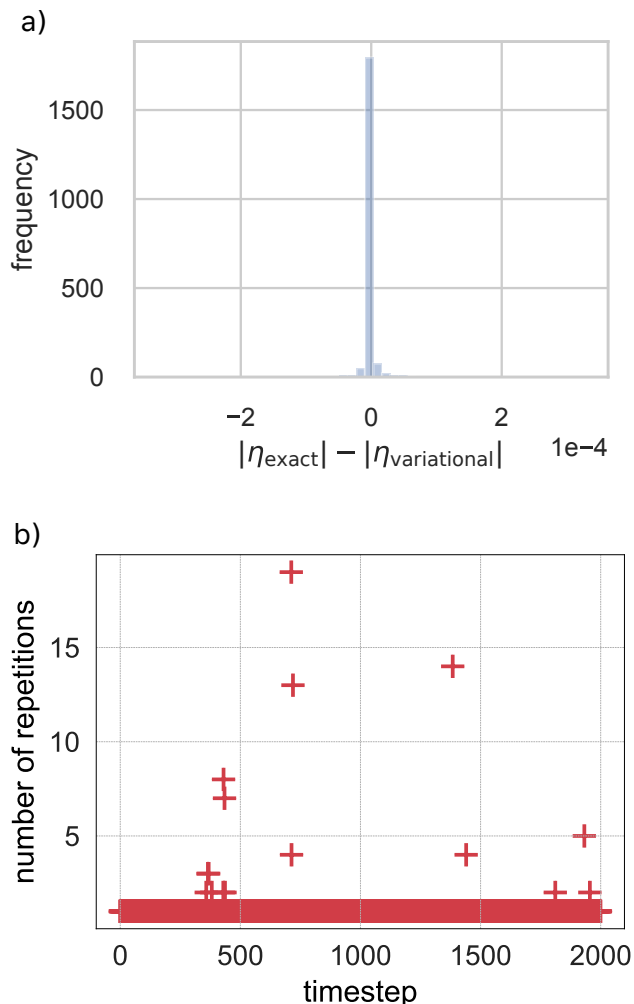 a)
1500
1000
500
0
frequency
−2 0 2
1e−4
|η_exact| − |η_variational|
b)
15
10
5
number of repetitions
0 500 1000 1500 2000
timestep